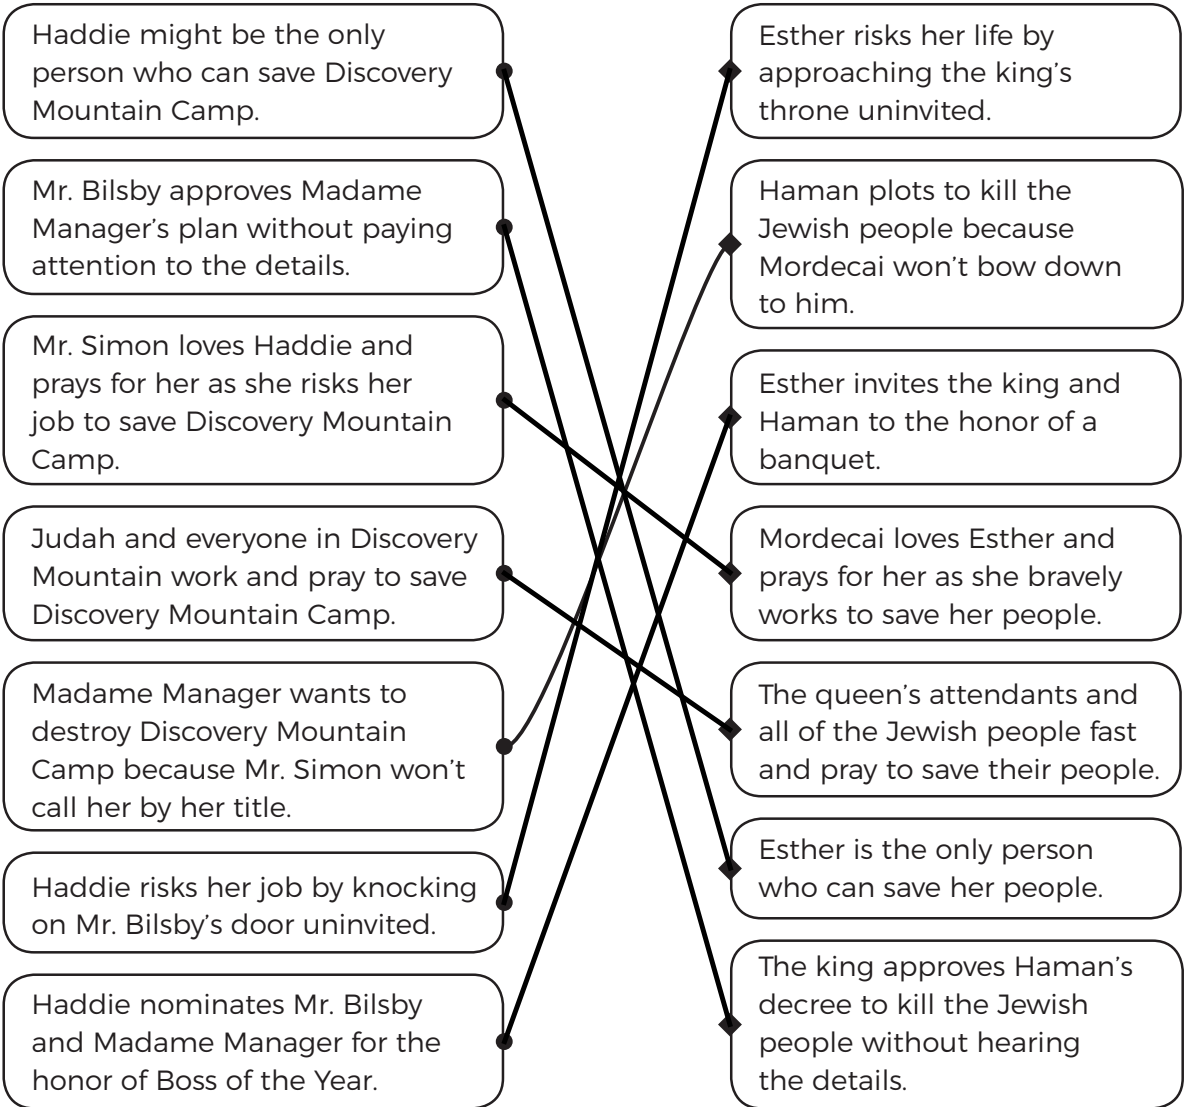 Haddie might be the only
person who can save Discovery
Mountain Camp.
Mr. Bilsby approves Madame
Manager’s plan without paying
attention to the details.
Mr. Simon loves Haddie and
prays for her as she risks her
job to save Discovery Mountain
Camp.
Judah and everyone in Discovery
Mountain work and pray to save
Discovery Mountain Camp.
Madame Manager wants to
destroy Discovery Mountain
Camp because Mr. Simon won’t
call her by her title.
Haddie risks her job by knocking
on Mr. Bilsby’s door uninvited.
Haddie nominates Mr. Bilsby
and Madame Manager for the
honor of Boss of the Year.
Esther risks her life by
approaching the king’s
throne uninvited.
Haman plots to kill the
Jewish people because
Mordecai won’t bow down
to him.
Esther invites the king and
Haman to the honor of a
banquet.
Mordecai loves Esther and
prays for her as she bravely
works to save her people.
The queen’s attendants and
all of the Jewish people fast
and pray to save their people.
Esther is the only person
who can save her people.
The king approves Haman’s
decree to kill the Jewish
people without hearing
the details.